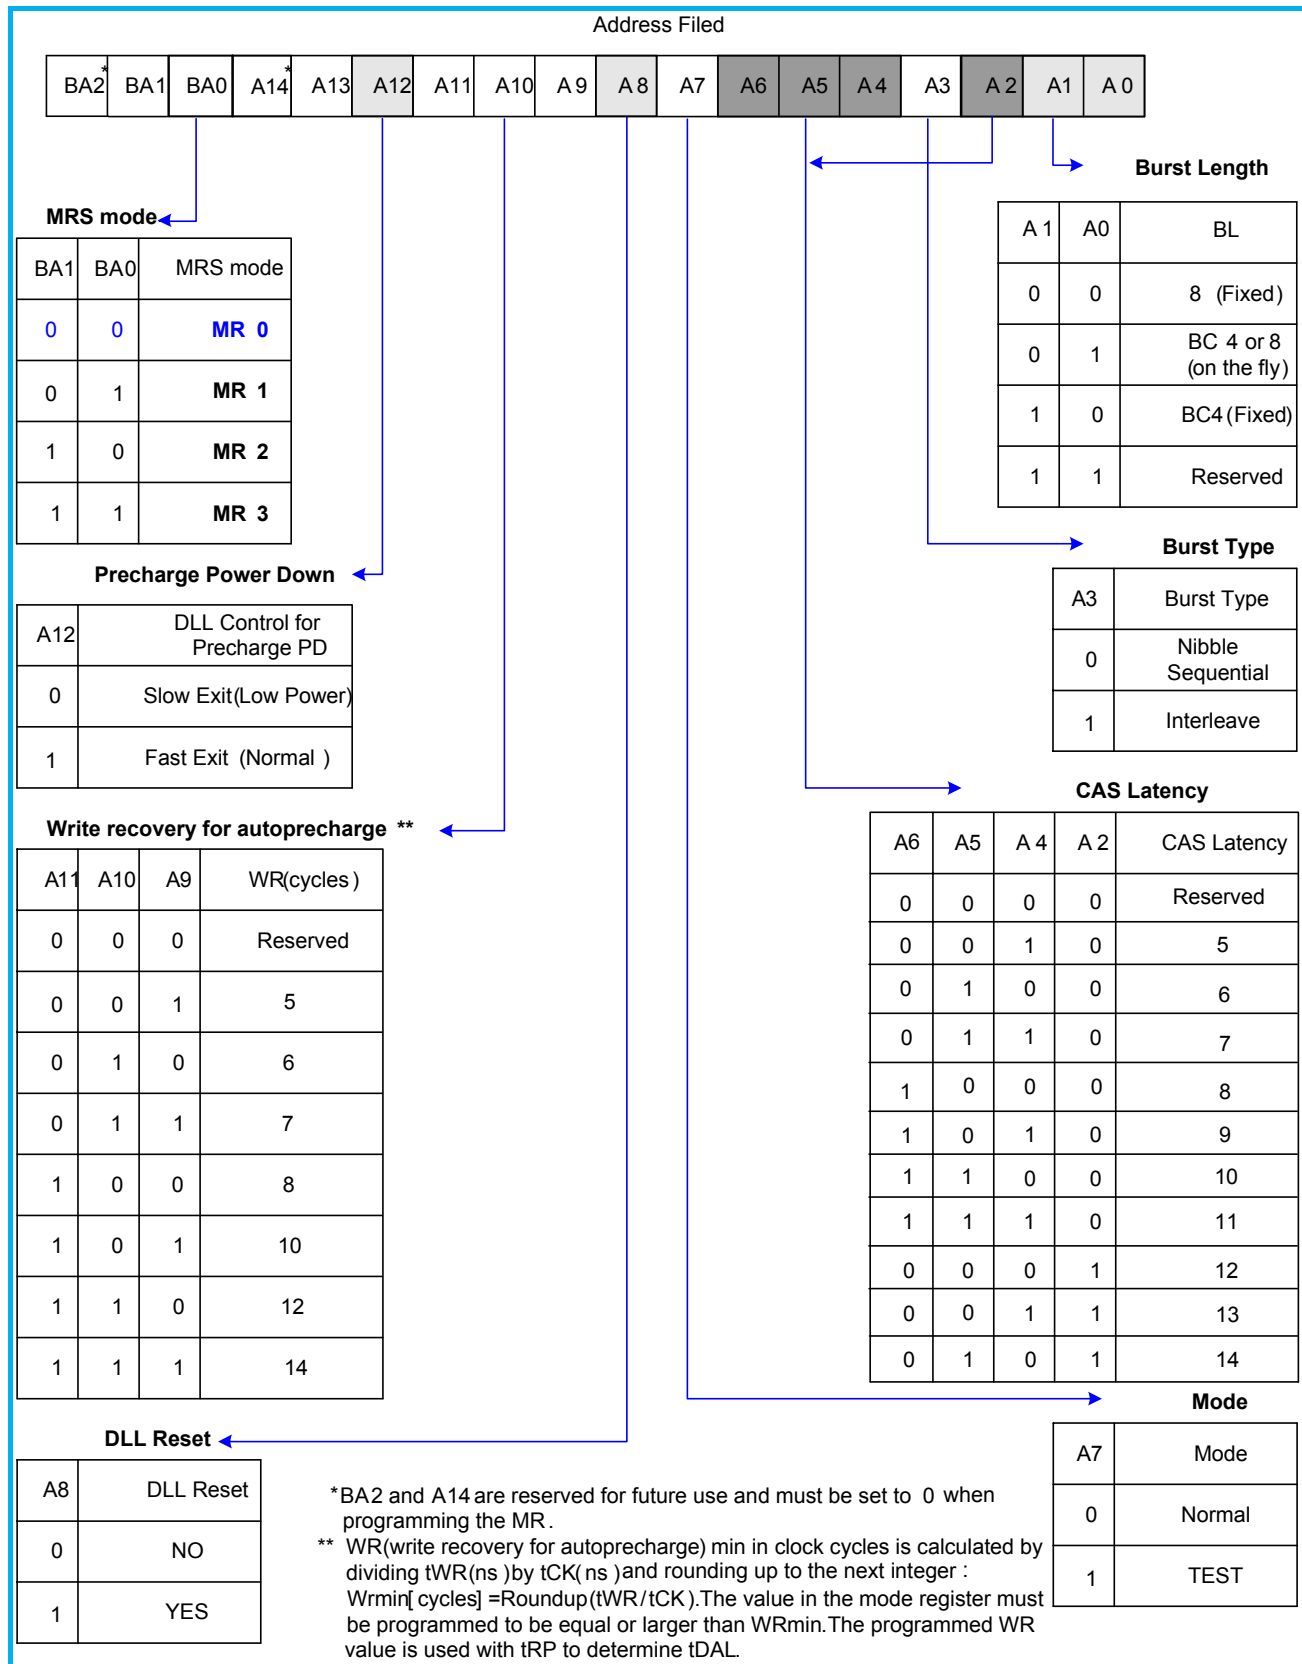 Address Filed
BA2* BA1 BA0 A14* A13 A12 A11 A10 A9 A8 A7 A6 A5 A4 A3 A2 A1 A0
MRS mode
BA1 BA0 MRS mode
0 0 MR 0
0 1 MR 1
1 0 MR 2
1 1 MR 3
Precharge Power Down
A12 DLL Control for
Precharge PD
0 Slow Exit(Low Power)
1 Fast Exit (Normal )
Write recovery for autoprecharge **
A11 A10 A9 WR(cycles)
0 0 0 Reserved
0 0 1 5
0 1 0 6
0 1 1 7
1 0 0 8
1 0 1 10
1 1 0 12
1 1 1 14
DLL Reset
A8 DLL Reset
0 NO
1 YES
Burst Length
A1 A0 BL
0 0 8 (Fixed)
0 1 BC 4 or 8
(on the fly)
1 0 BC4(Fixed)
1 1 Reserved
Burst Type
A3 Burst Type
0 Nibble
Sequential
1 Interleave
CAS Latency
A6 A5 A4 A2 CAS Latency
0 0 0 0 Reserved
0 0 1 0 5
0 1 0 0 6
0 1 1 0 7
1 0 0 0 8
1 0 1 0 9
1 1 0 0 10
1 1 1 0 11
0 0 0 1 12
0 0 1 1 13
0 1 0 1 14
Mode
A7 Mode
0 Normal
1 TEST
*BA2 and A14 are reserved for future use and must be set to 0 when
programming the MR.
** WR(write recovery for autoprecharge) min in clock cycles is calculated by
dividing tWR(ns )by tCK(ns )and rounding up to the next integer :
Wrmin[cycles] =Roundup(tWR/tCK).The value in the mode register must
be programmed to be equal or larger than WRmin.The programmed WR
value is used with tRP to determine tDAL.